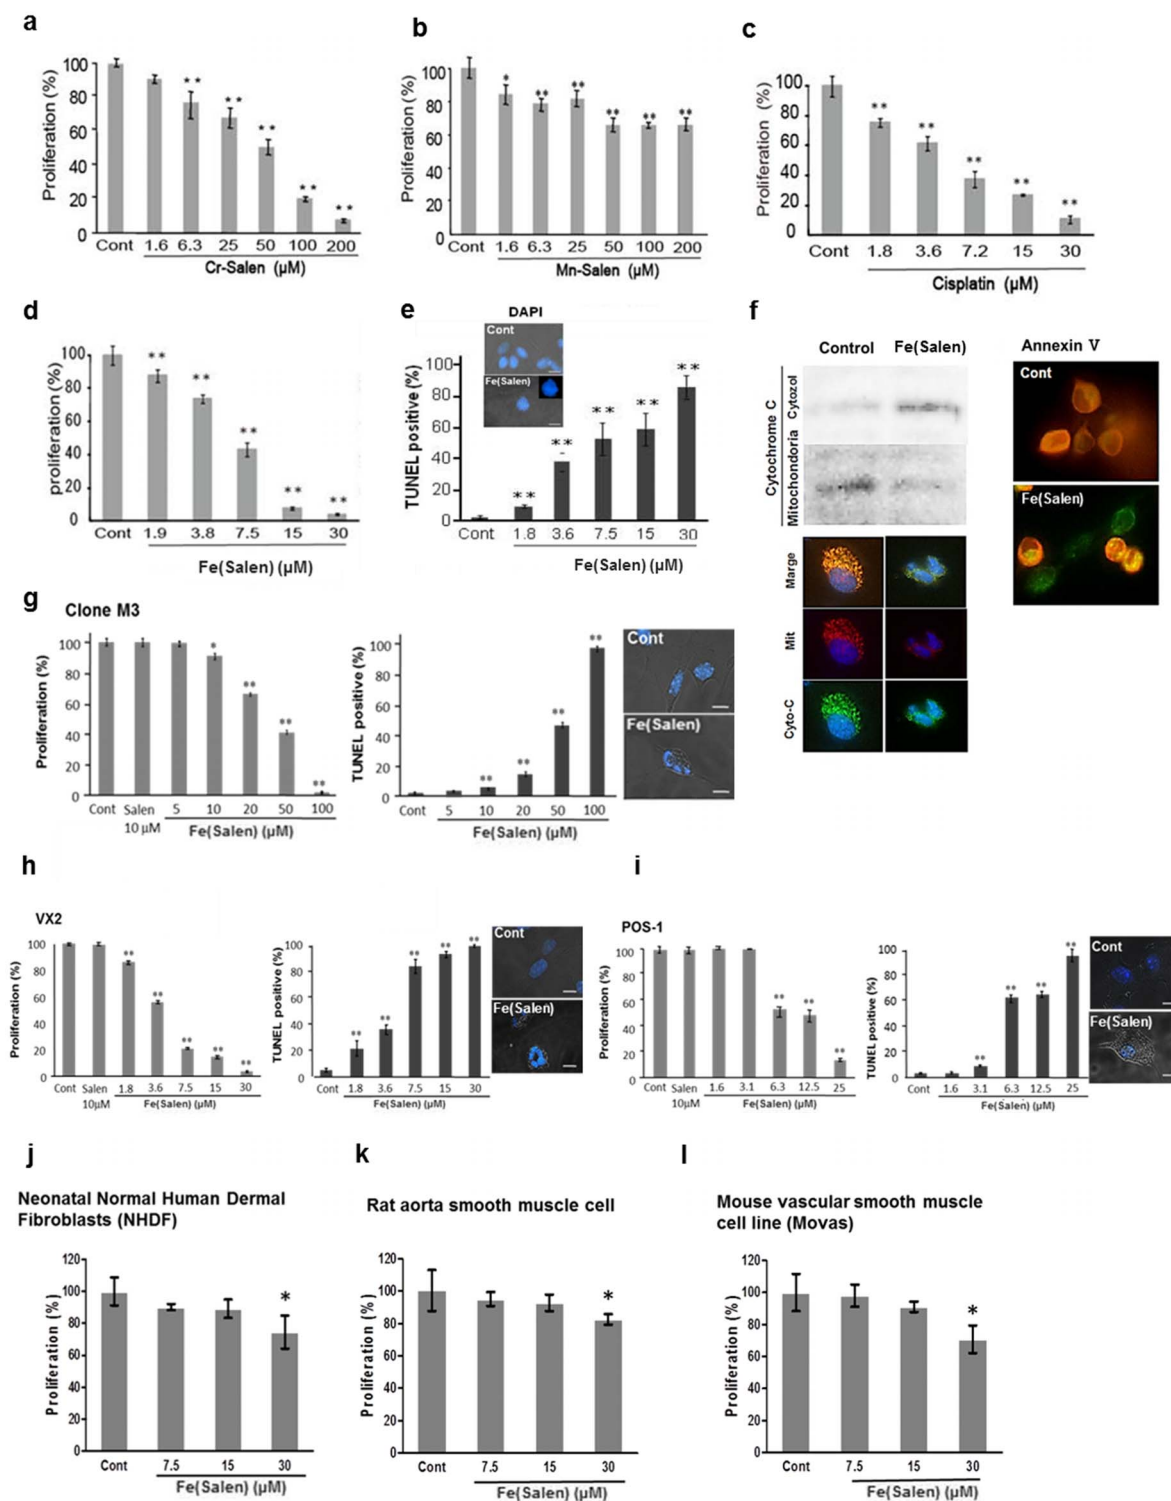 a
Proliferation (%)
100
80
60
40
20
0
** ** ** ** **
Cont 1.6 6.3 25 50 100 200
Cr-Salen (µM)
b
Proliferation (%)
100
80
60
40
20
0
* ** ** ** ** **
Cont 1.6 6.3 25 50 100 200
Mn-Salen (µM)
c
Proliferation (%)
100
80
60
40
20
0
** ** ** ** **
Cont 1.8 3.6 7.2 15 30
Cisplatin (µM)
d
proliferation (%)
100
80
60
40
20
0
** ** ** ** **
Cont 1.9 3.8 7.5 15 30
Fe(Salen) (µM)
e
DAPI
Cont
Fe(Salen)
TUNEL positive (%)
100
80
60
40
20
0
** ** ** ** **
Cont 1.8 3.6 7.5 15 30
Fe(Salen) (µM)
f
Control Fe(Salen)
Cytochrome C
Cytozol
Mitochondoria
Marge
Mit
Cyto-C
Annexin V
Cont
Fe(Salen)
g
Clone M3
Proliferation (%)
100
80
60
40
20
0
* ** ** **
Cont Salen 5 10 20 50 100
10 µM Fe(Salen) (µM)
TUNEL positive (%)
100
80
60
40
20
0
** ** ** **
Cont 5 10 20 50 100
Fe(Salen) (µM)
Cont
Fe(Salen)
h
VX2
Proliferation (%)
100
80
60
40
20
0
** ** ** ** **
Cont Salen 1.8 3.6 7.5 15 30
10µM Fe(Salen) (µM)
TUNEL positive (%)
100
80
60
40
20
0
** ** ** ** **
Cont 1.8 3.6 7.5 15 30
Fe(Salen) (µM)
Cont
Fe(Salen)
i
POS-1
Proliferation (%)
100
80
60
40
20
0
** ** **
Cont Salen 1.6 3.1 6.3 12.5 25
10µM Fe(Salen) (µM)
TUNEL positive (%)
100
80
60
40
20
0
** ** ** **
Cont 1.6 3.1 6.3 12.5 25
Fe(Salen) (µM)
Cont
Fe(Salen)
j
Neonatal Normal Human Dermal
Fibroblasts (NHDF)
Proliferation (%)
120
100
80
60
40
20
0
*
Cont 7.5 15 30
Fe(Salen) (µM)
k
Rat aorta smooth muscle cell
Proliferation (%)
120
100
80
60
40
20
0
*
Cont 7.5 15 30
Fe(Salen) (µM)
l
Mouse vascular smooth muscle
cell line (Movas)
Proliferation (%)
120
100
80
60
40
20
0
*
Cont 7.5 15 30
Fe(Salen) (µM)